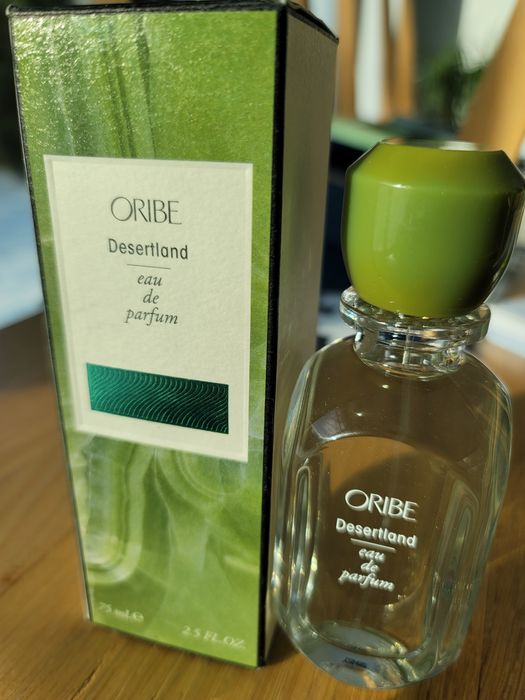 ORIBE
Desertland
eau
de
parfum
75 mL ℮
2.5 FL.OZ.
ORIBE
Desertland
eau
de
parfum